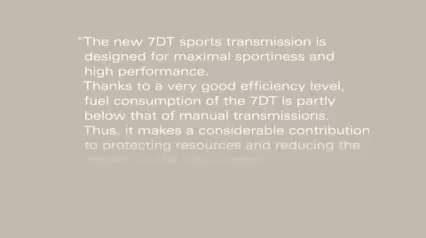 "The new 7DT sports transmission is
designed for maximal sportiness and
high performance.
Thanks to a very good efficiency level,
fuel consumption of the 7DT is partly
below that of manual transmissions.
Thus, it makes a considerable contribution
to protecting resources and reducing the